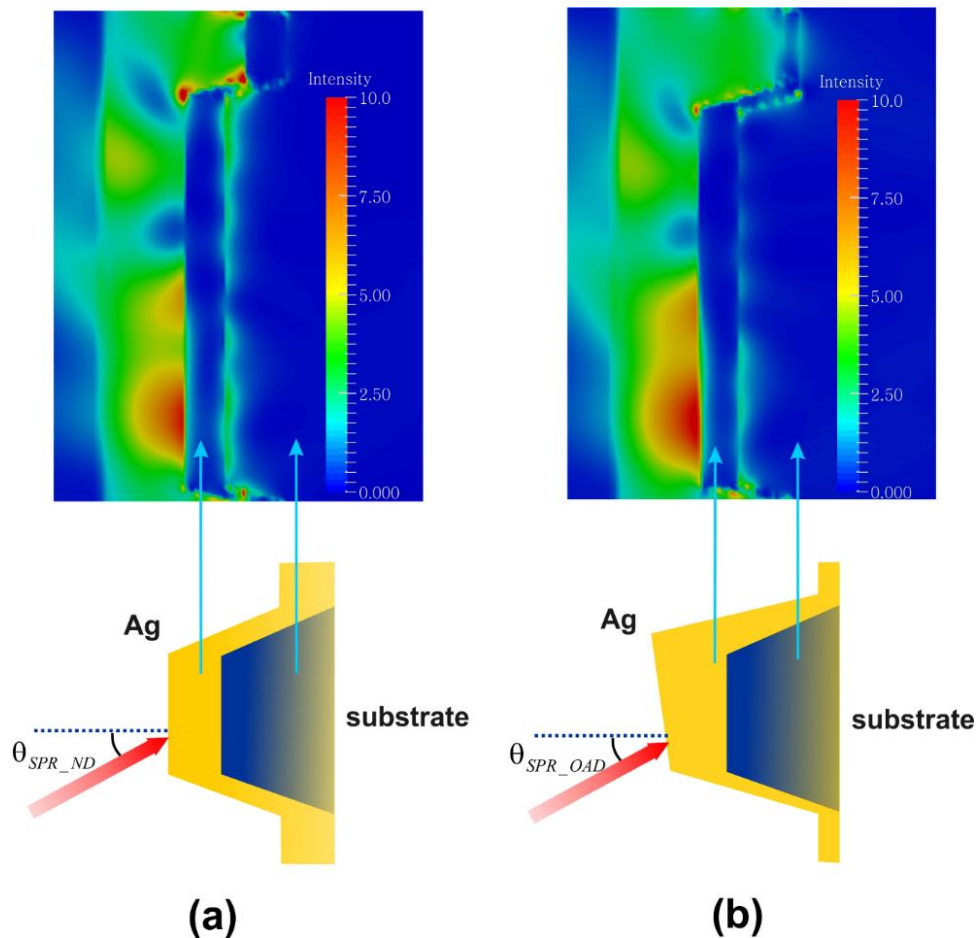 Intensity
10.0
7.50
5.00
2.50
0.000
Intensity
10.0
7.50
5.00
2.50
0.000
Ag
substrate
θSPR_ND
(a)
Ag
substrate
θSPR_OAD
(b)